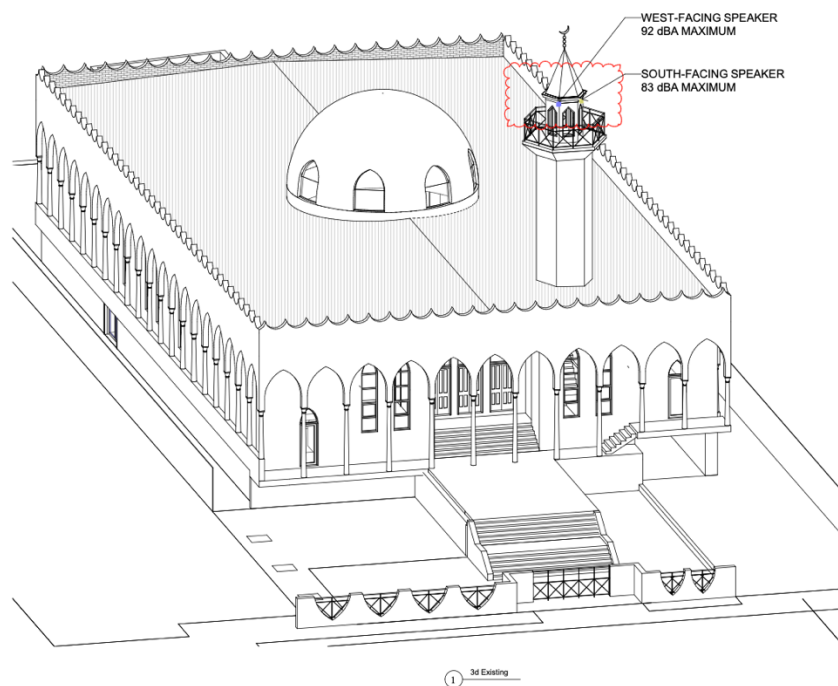 WEST-FACING SPEAKER
92 dBA MAXIMUM
SOUTH-FACING SPEAKER
83 dBA MAXIMUM
1
3d Existing